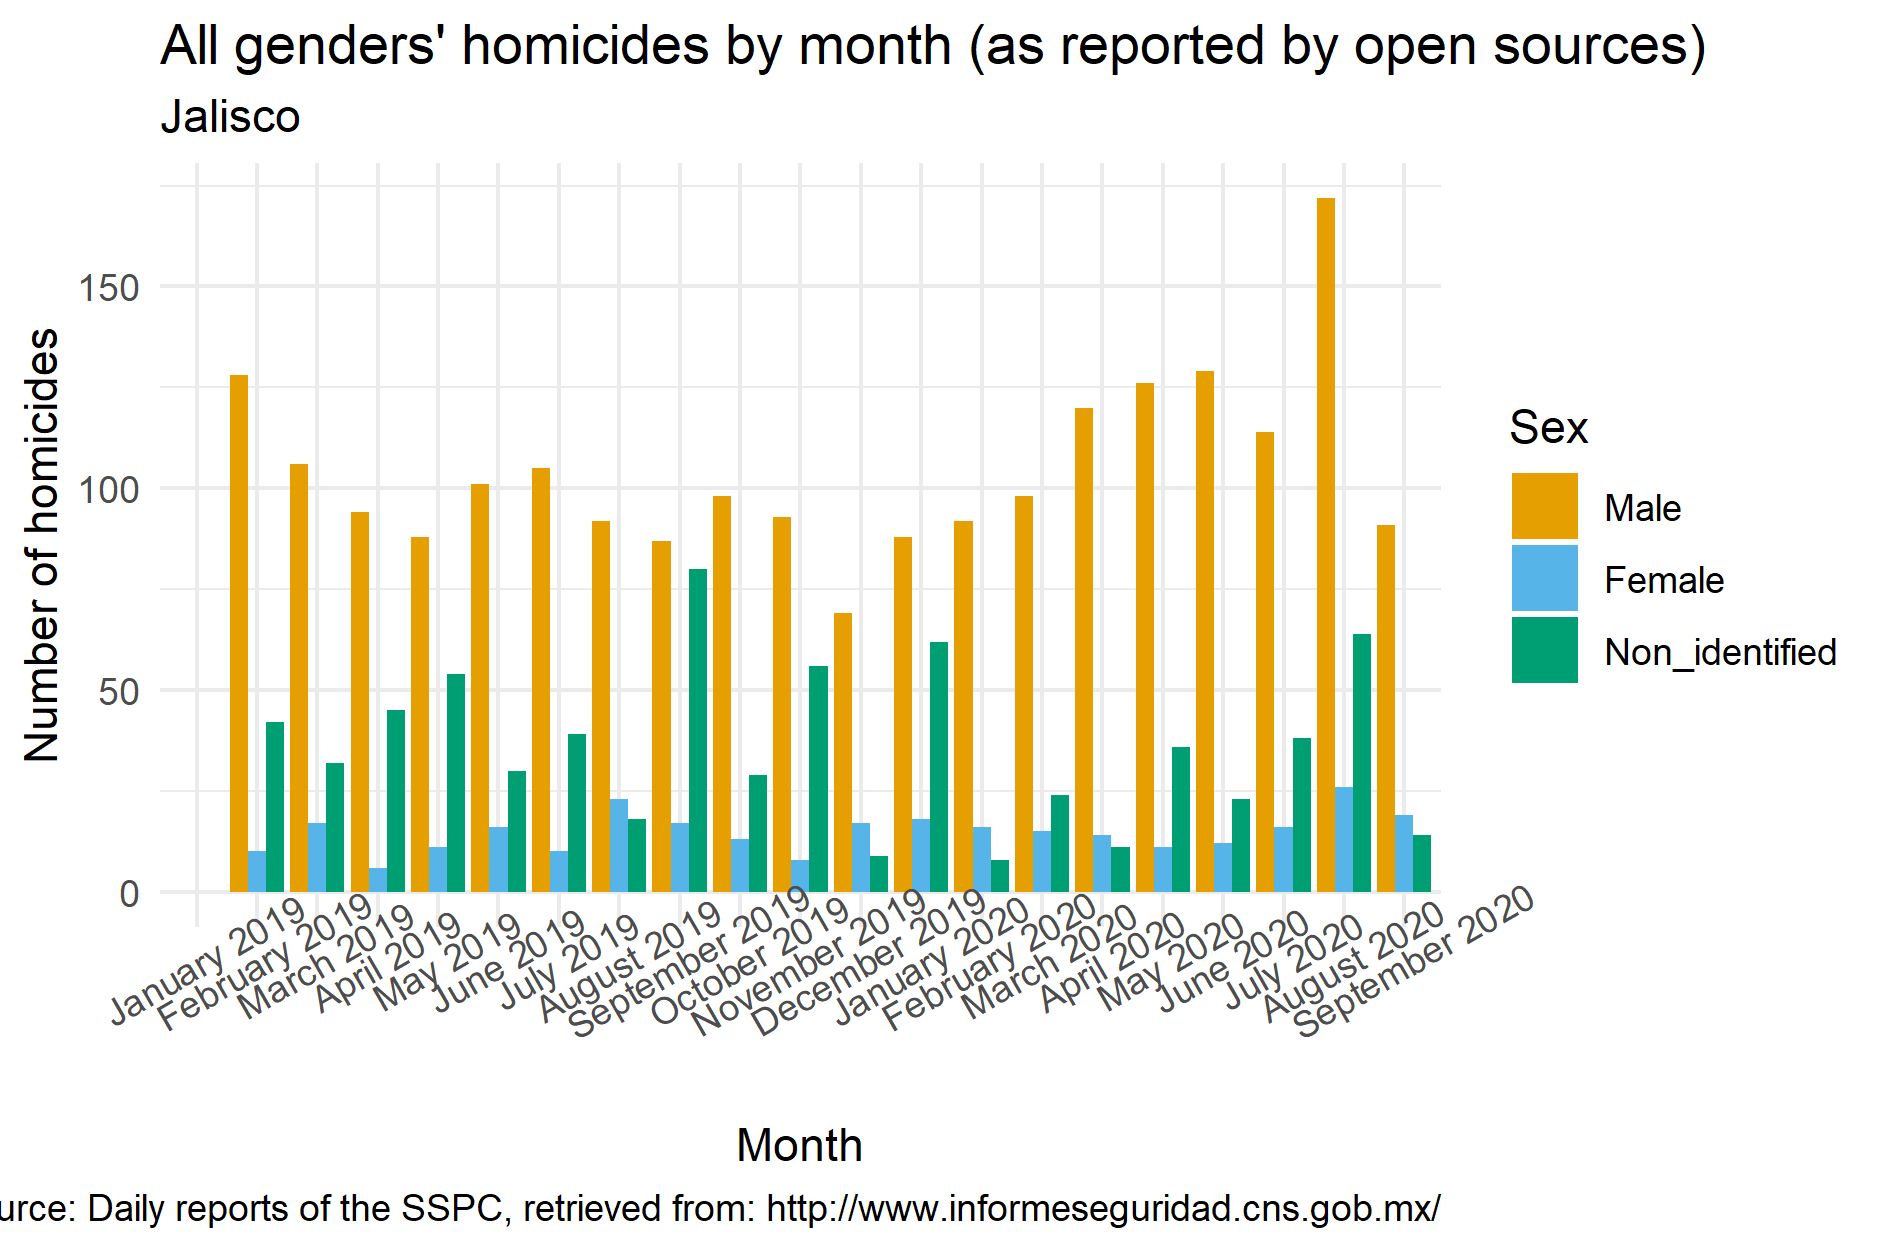 All genders' homicides by month (as reported by open sources)
Jalisco
Number of homicides
150
100
50
0
January 2019
February 2019
March 2019
April 2019
May 2019
June 2019
July 2019
August 2019
September 2019
October 2019
November 2019
December 2019
January 2020
February 2020
March 2020
April 2020
May 2020
June 2020
July 2020
August 2020
September 2020
Month
Sex
Male
Female
Non_identified
urce: Daily reports of the SSPC, retrieved from: http://www.informeseguridad.cns.gob.mx/